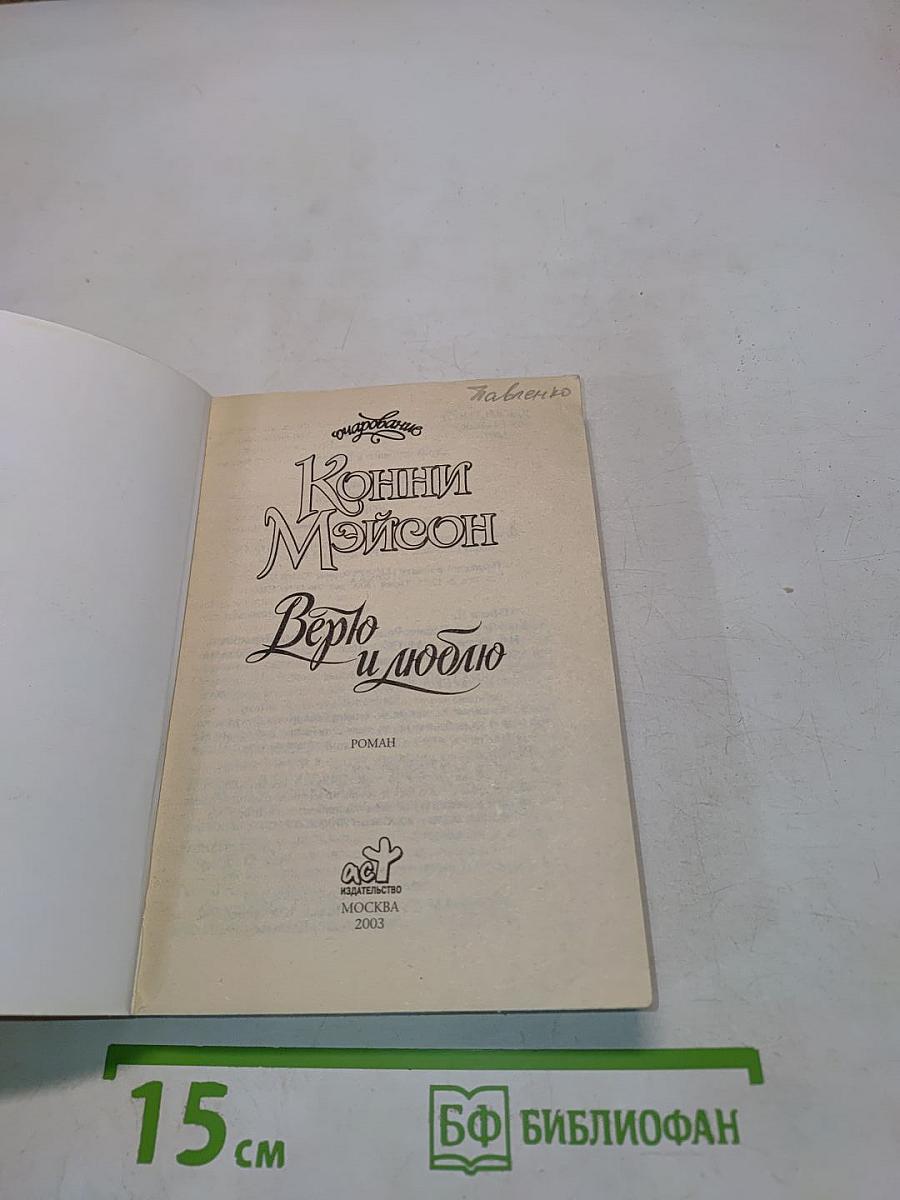 Павленко
Очарование
Конни
Мэйсон
Верю
и люблю
РОМАН
аст
ИЗДАТЕЛЬСТВО
МОСКВА
2003
15 см
БФ БИБЛИОФАН